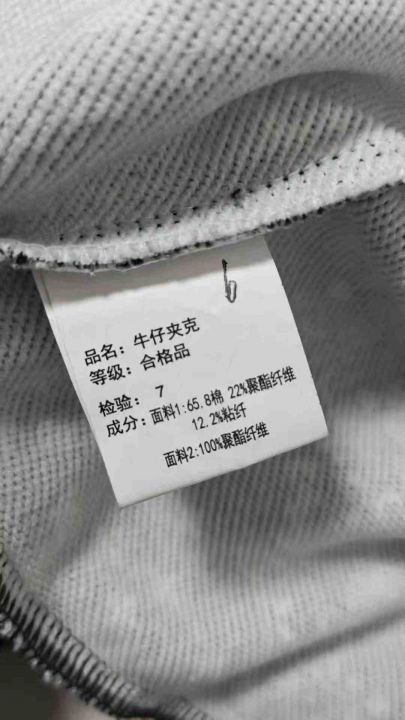 6
品名：牛仔夹克
等级：合格品
检验： 7
成分：面料1:65.8棉 22%聚酯纤维
12.2%粘纤
面料2:100%聚酯纤维